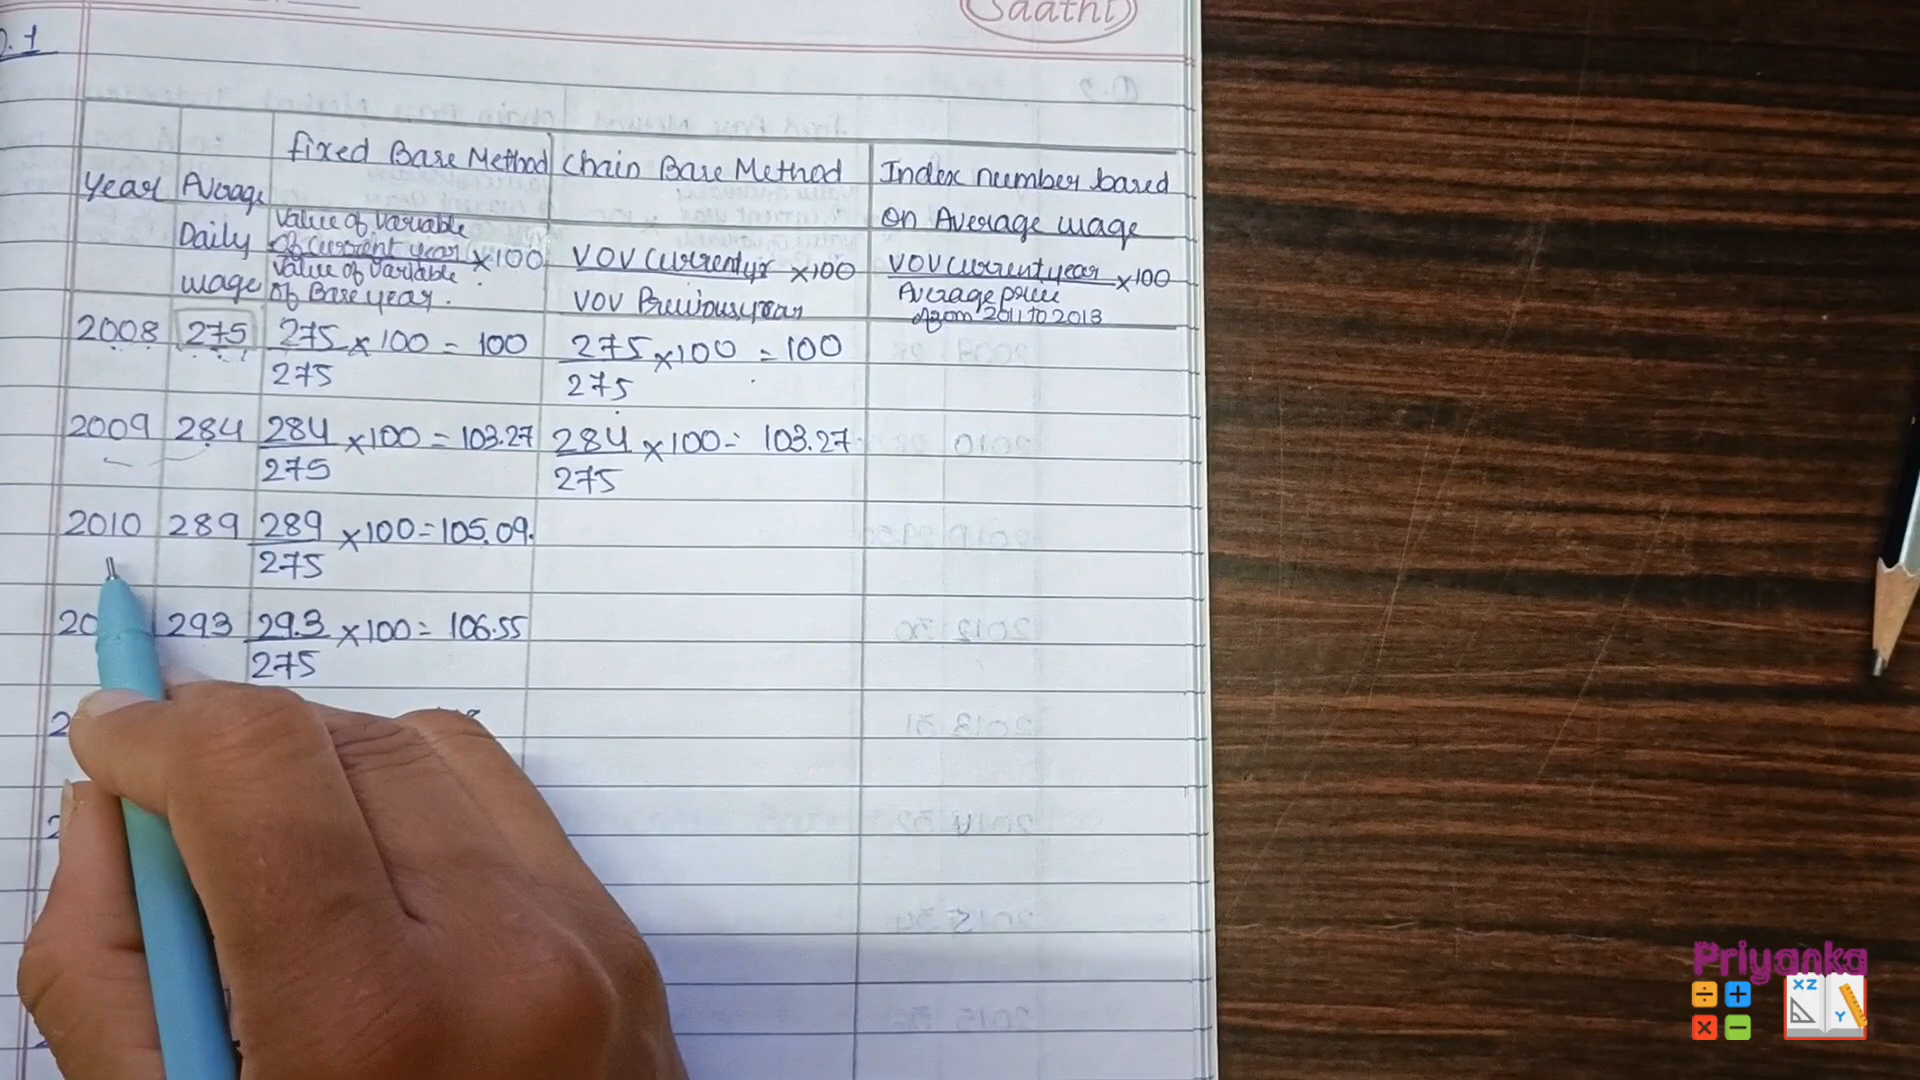 Saathi
Q.1
Year
Average
Daily
wage
fixed Base Method
Value of Variable
of current year × 100
Value of Variable
of Base year.
Chain Base Method
VOV Current yr × 100
VOV Previous year
Index number based
on Average wage
VOV Current year × 100
Average price
from 2011 to 2013
2008 275 275 × 100 = 100 275 × 100 = 100
275 275
2009 284 284 × 100 = 103.27 284 × 100 = 103.27
275 275
2010 289 289 × 100 = 105.09.
275
293 293 × 100 = 106.55
275
Priyanka
÷ +
× −
XZ
Y